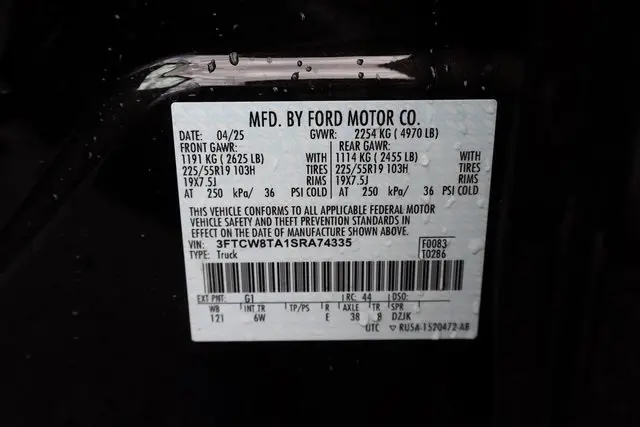 MFD. BY FORD MOTOR CO.
DATE: 04/25 GVWR: 2254 KG ( 4970 LB)
FRONT GAWR: REAR GAWR:
1191 KG ( 2625 LB) WITH 1114 KG ( 2455 LB) WITH
225/55R19 103H TIRES 225/55R19 103H TIRES
19X7.5J RIMS 19X7.5J RIMS
AT 250 kPa/ 36 PSI COLD AT 250 kPa/ 36 PSI COLD
THIS VEHICLE CONFORMS TO ALL APPLICABLE FEDERAL MOTOR
VEHICLE SAFETY AND THEFT PREVENTION STANDARDS IN
EFFECT ON THE DATE OF MANUFACTURE SHOWN ABOVE.
VIN: 3FTCW8TA1SRA74335 F0083
TYPE: Truck T0286
EXT PNT: G1 RC: 44 DSO:
WB INT TR TP/PS R AXLE TR SPR
121 6W E 38 8 DZJK
UTC ▽ RU5A-1520472-AB